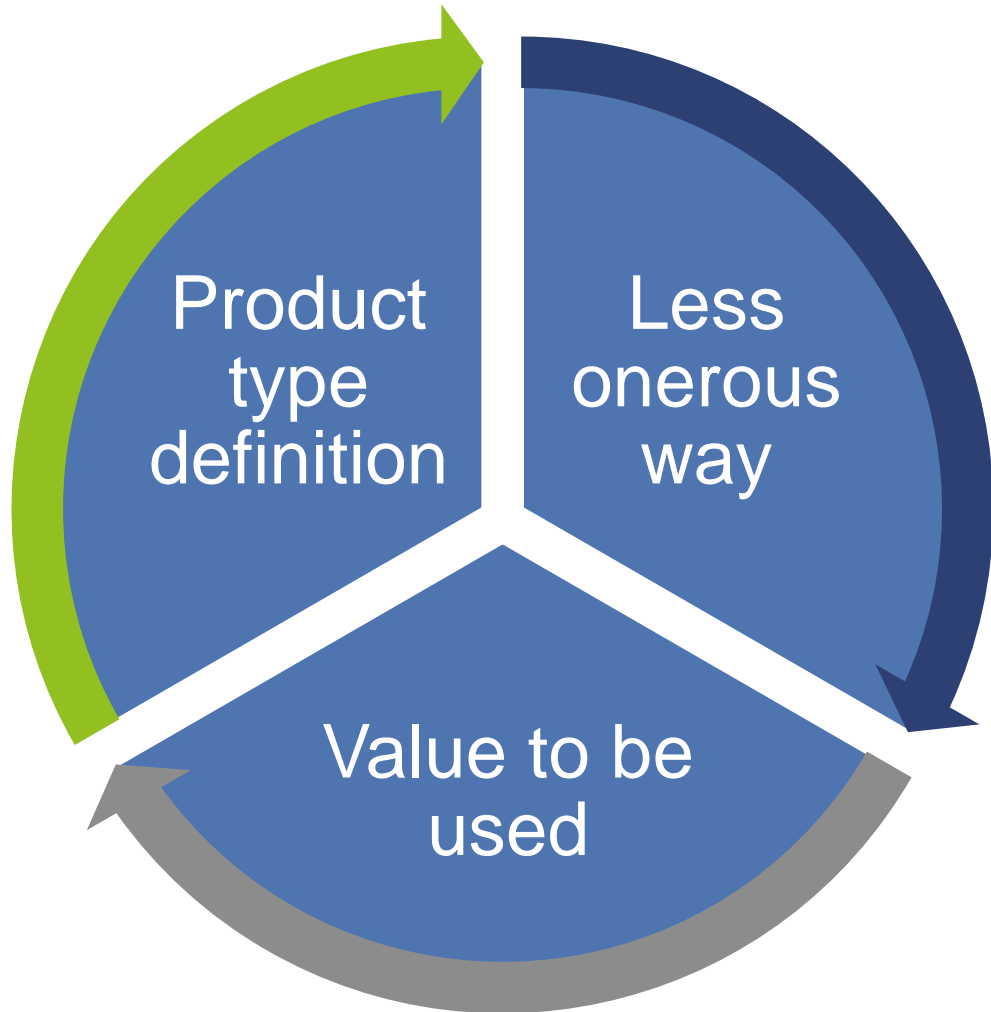 Product
type
definition
Less
onerous
way
Value to be
used